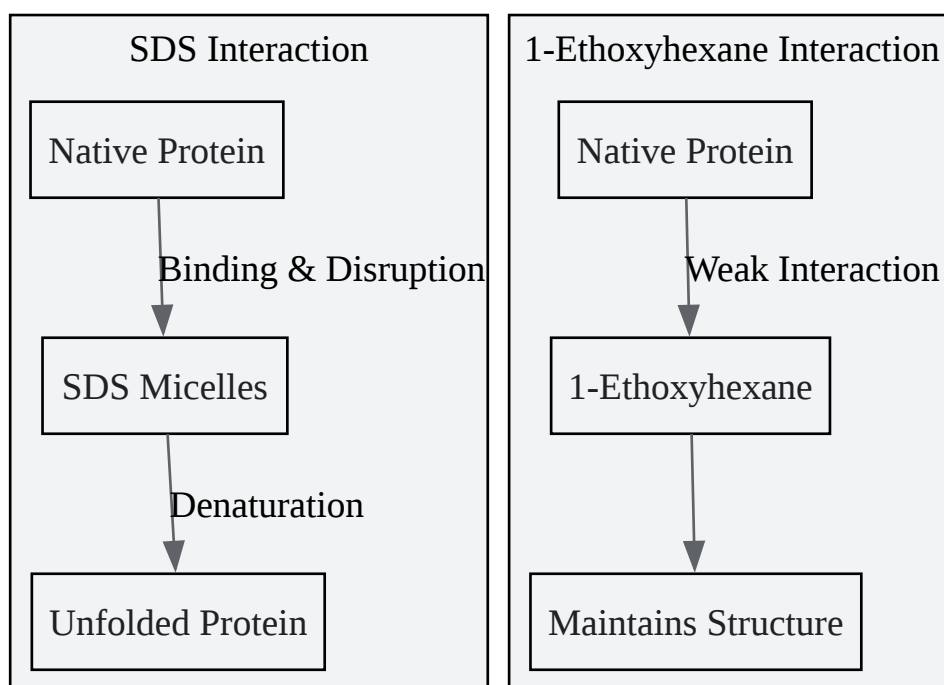 SDS Interaction
Native Protein
Binding & Disruption
SDS Micelles
Denaturation
Unfolded Protein
1-Ethoxyhexane Interaction
Native Protein
Weak Interaction
1-Ethoxyhexane
Maintains Structure